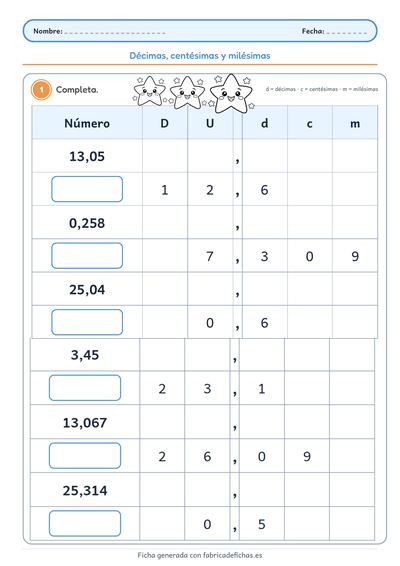 Nombre: Fecha:
Décimas, centésimas y milésimas
1 Completa. d = décimas · c = centésimas · m = milésimas
Número D U d c m
13,05 ,
1 2 , 6
0,258 ,
7 , 3 0 9
25,04 ,
0 , 6
3,45 ,
2 3 , 1
13,067 ,
2 6 , 0 9
25,314 ,
0 , 5
Ficha generada con fabricadefichas.es